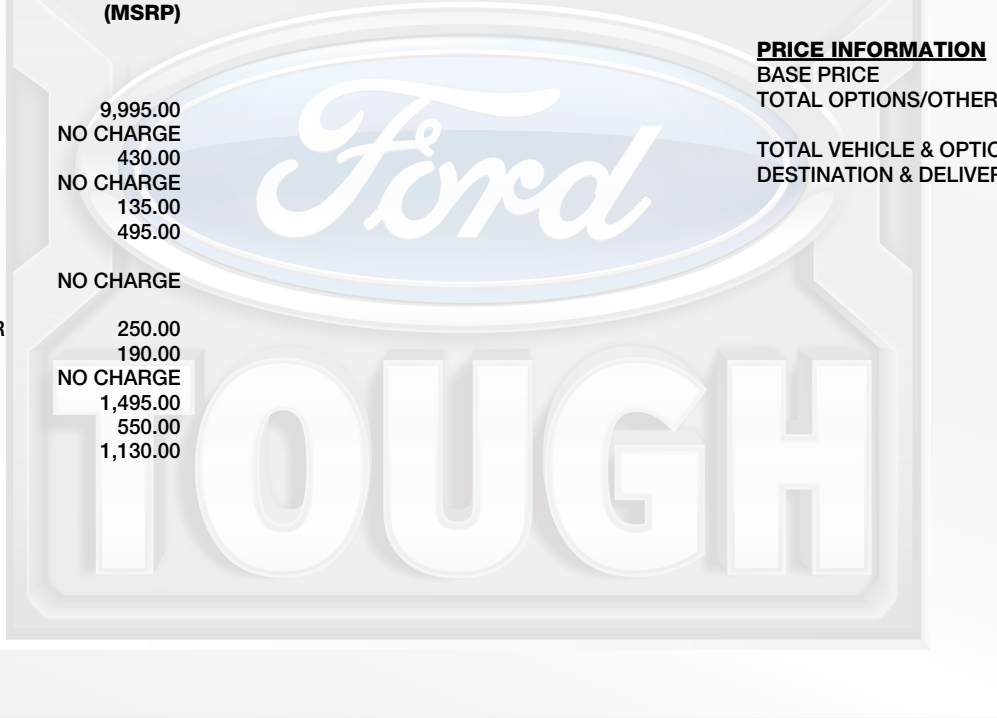 (MSRP)
9,995.00
NO CHARGE
430.00
NO CHARGE
135.00
495.00
NO CHARGE
R 250.00
190.00
NO CHARGE
1,495.00
550.00
1,130.00
PRICE INFORMATION
BASE PRICE
TOTAL OPTIONS/OTHER
TOTAL VEHICLE & OPTIO
DESTINATION & DELIVER
Ford
TOUGH